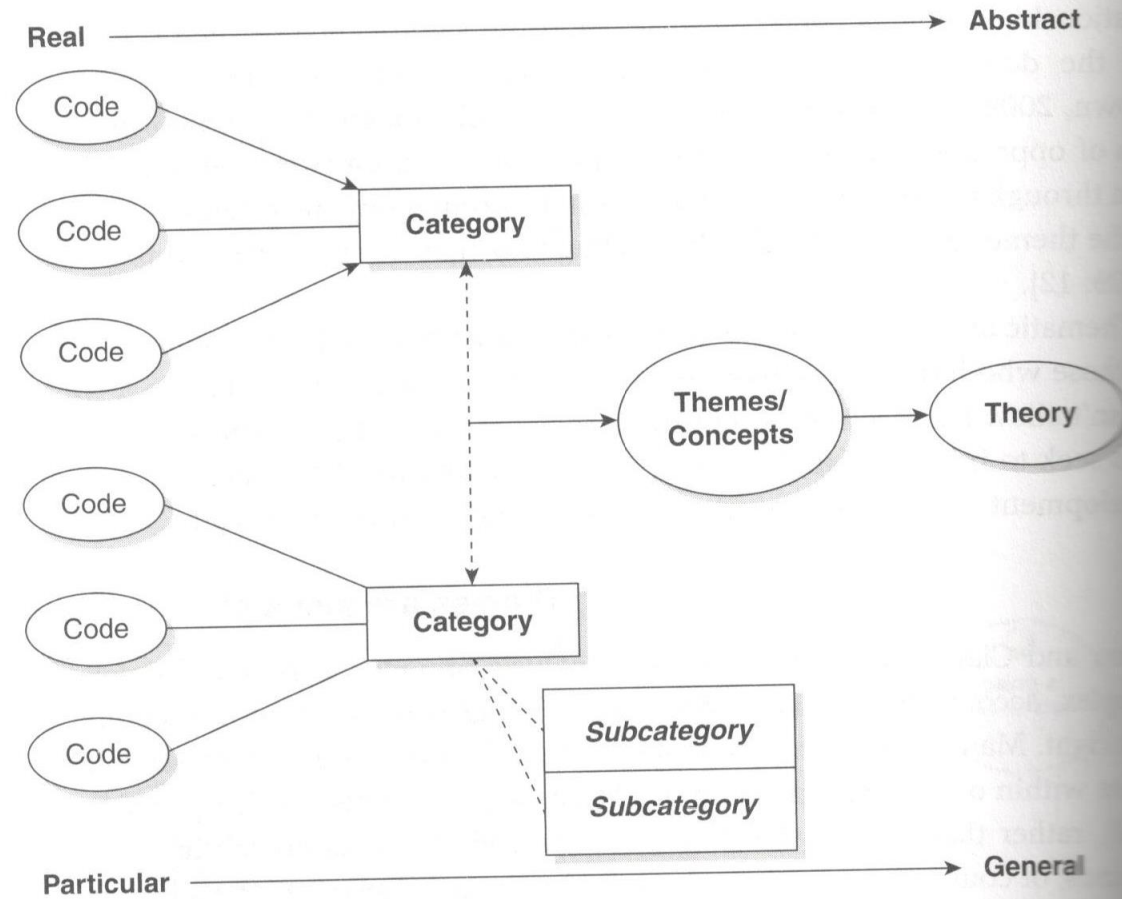 Real
Abstract
Code
Code
Category
Code
Themes/
Concepts
Theory
Code
Code
Category
Code
Subcategory
Subcategory
Particular
General